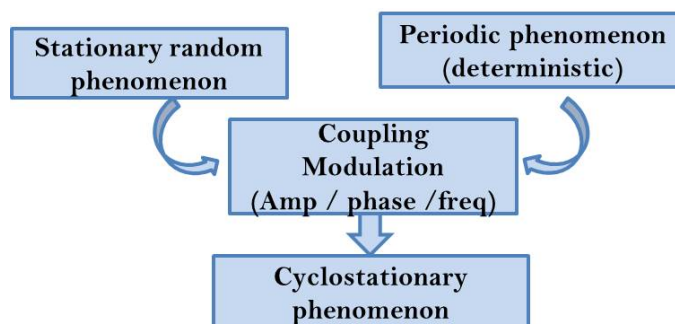 Stationary random
phenomenon
Periodic phenomenon
(deterministic)
Coupling
Modulation
(Amp / phase /freq)
Cyclostationary
phenomenon